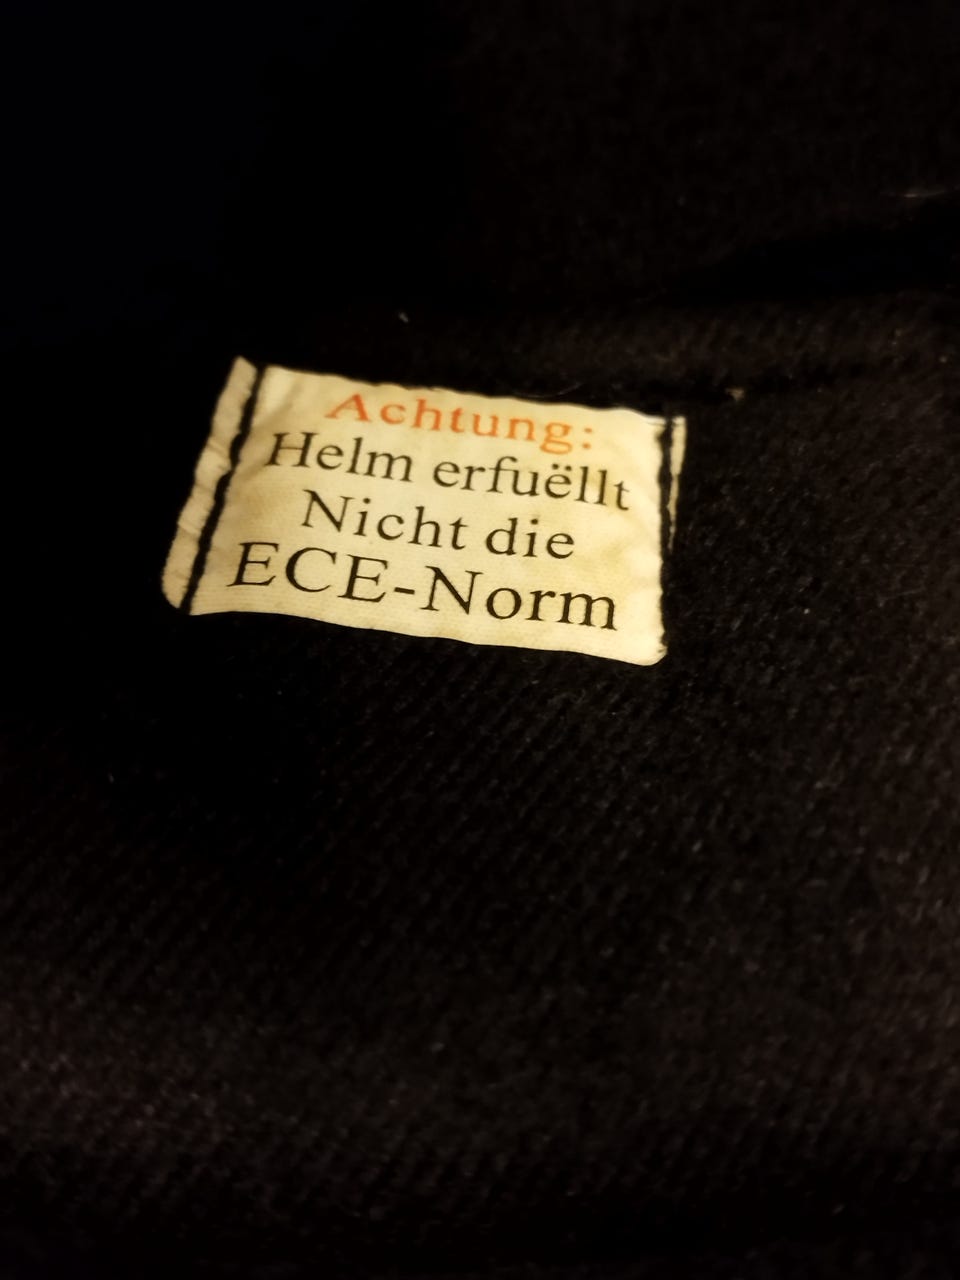 Achtung:
Helm erfuëllt
Nicht die
ECE-Norm